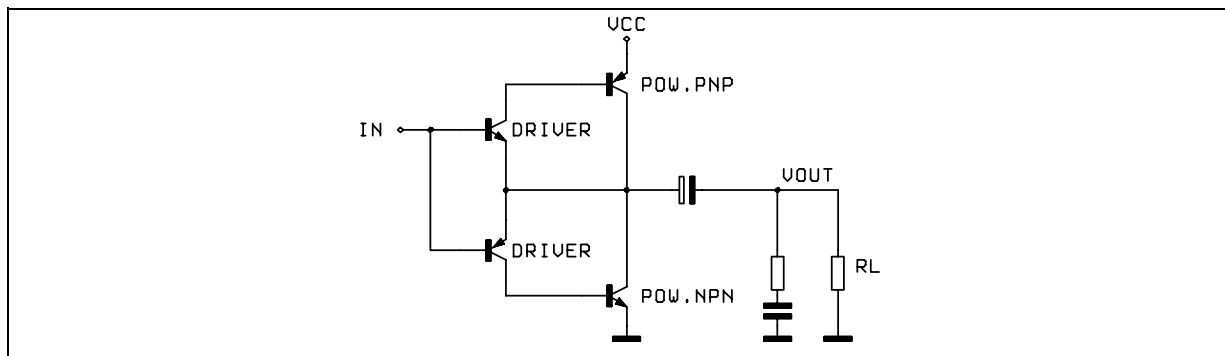 VCC
POW.PNP
IN
DRIVER
VOUT
DRIVER
RL
POW.NPN